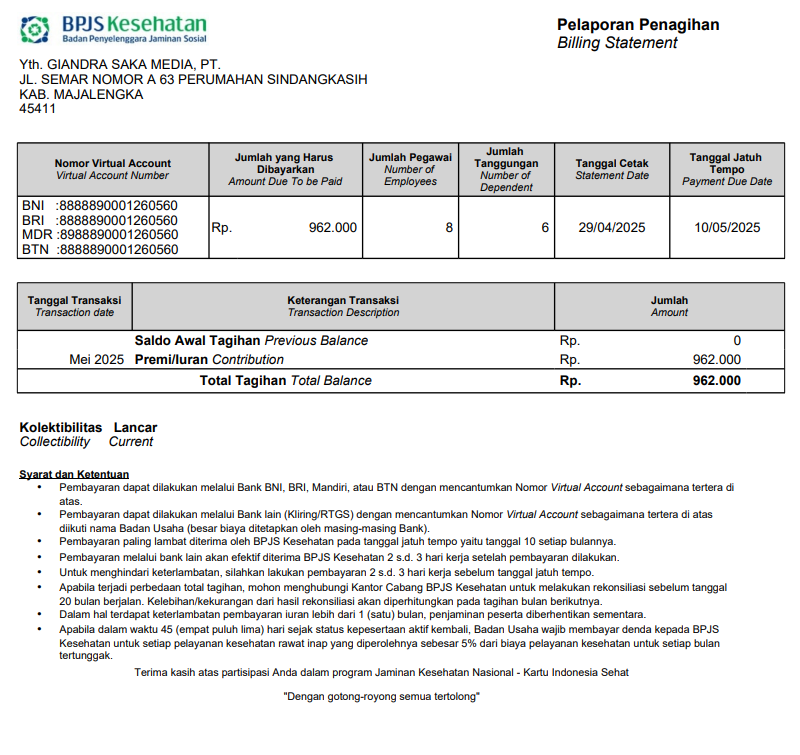 BPJS Kesehatan
Badan Penyelenggara Jaminan Sosial
Pelaporan Penagihan
Billing Statement
Yth. GIANDRA SAKA MEDIA, PT.
JL. SEMAR NOMOR A 63 PERUMAHAN SINDANGKASIH
KAB. MAJALENGKA
45411
Nomor Virtual Account
Virtual Account Number
Jumlah yang Harus
Dibayarkan
Amount Due To be Paid
Jumlah Pegawai
Number of
Employees
Jumlah
Tanggungan
Number of
Dependent
Tanggal Cetak
Statement Date
Tanggal Jatuh
Tempo
Payment Due Date
BNI :8888890001260560
BRI :8888890001260560
MDR :8988890001260560
BTN :8888890001260560
Rp. 962.000
8
6
29/04/2025
10/05/2025
Tanggal Transaksi
Transaction date
Keterangan Transaksi
Transaction Description
Jumlah
Amount
Saldo Awal Tagihan Previous Balance Rp. 0
Mei 2025 Premi/Iuran Contribution Rp. 962.000
Total Tagihan Total Balance Rp. 962.000
Kolektibilitas Lancar
Collectibility Current
Syarat dan Ketentuan
• Pembayaran dapat dilakukan melalui Bank BNI, BRI, Mandiri, atau BTN dengan mencantumkan Nomor Virtual Account sebagaimana tertera di
atas.
• Pembayaran dapat dilakukan melalui Bank lain (Kliring/RTGS) dengan mencantumkan Nomor Virtual Account sebagaimana tertera di atas
diikuti nama Badan Usaha (besar biaya ditetapkan oleh masing-masing Bank).
• Pembayaran paling lambat diterima oleh BPJS Kesehatan pada tanggal jatuh tempo yaitu tanggal 10 setiap bulannya.
• Pembayaran melaui bank lain akan efektif diterima BPJS Kesehatan 2 s.d. 3 hari kerja setelah pembayaran dilakukan.
• Untuk menghindari keterlambatan, silahkan lakukan pembayaran 2 s.d. 3 hari kerja sebelum tanggal jatuh tempo.
• Apabila terjadi perbedaan total tagihan, mohon menghubungi Kantor Cabang BPJS Kesehatan untuk melakukan rekonsiliasi sebelum tanggal
20 bulan berjalan. Kelebihan/kekurangan dari hasil rekonsiliasi akan diperhitungkan pada tagihan bulan berikutnya.
• Dalam hal terdapat keterlambatan pembayaran iuran lebih dari 1 (satu) bulan, penjaminan peserta diberhentikan sementara.
• Apabila dalam waktu 45 (empat puluh lima) hari sejak status kepesertaan aktif kembali, Badan Usaha wajib membayar denda kepada BPJS
Kesehatan untuk setiap pelayanan kesehatan rawat inap yang diperolehnya sebesar 5% dari biaya pelayanan kesehatan untuk setiap bulan
tertunggak.
Terima kasih atas partisipasi Anda dalam program Jaminan Kesehatan Nasional - Kartu Indonesia Sehat
"Dengan gotong-royong semua tertolong"